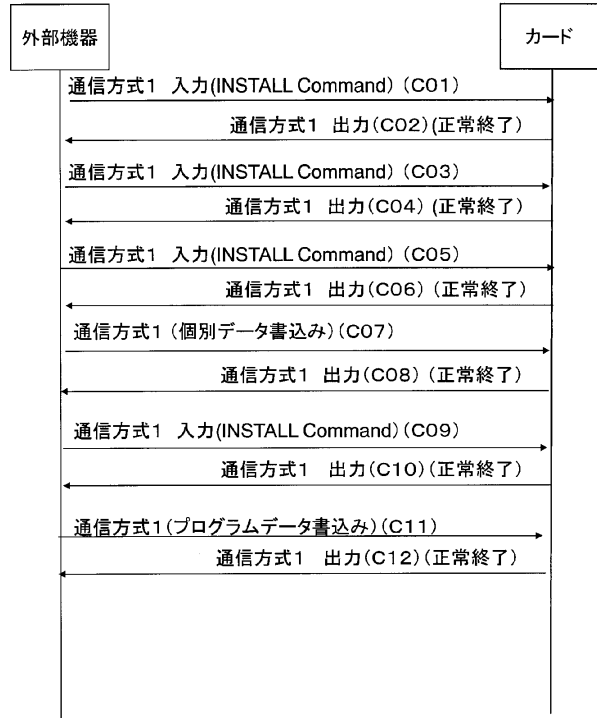 外部機器
カード
通信方式1 入力(INSTALL Command) (C01)
通信方式1 出力(C02)(正常終了)
通信方式1 入力(INSTALL Command) (C03)
通信方式1 出力(C04) (正常終了)
通信方式1 入力(INSTALL Command) (C05)
通信方式1 出力(C06) (正常終了)
通信方式1 (個別データ書込み)(C07)
通信方式1 出力(C08) (正常終了)
通信方式1 入力(INSTALL Command)(C09)
通信方式1 出力(C10)(正常終了)
通信方式1(プログラムデータ書込み)(C11)
通信方式1 出力(C12)(正常終了)